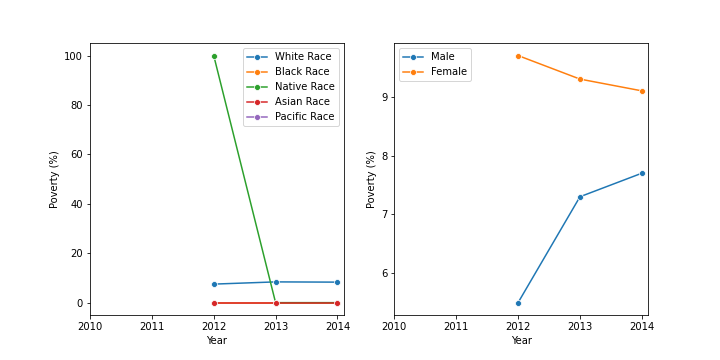 100
80
60
40
20
0
Poverty (%)
2010 2011 2012 2013 2014
Year
White Race
Black Race
Native Race
Asian Race
Pacific Race
9
8
7
6
Poverty (%)
2010 2011 2012 2013 2014
Year
Male
Female